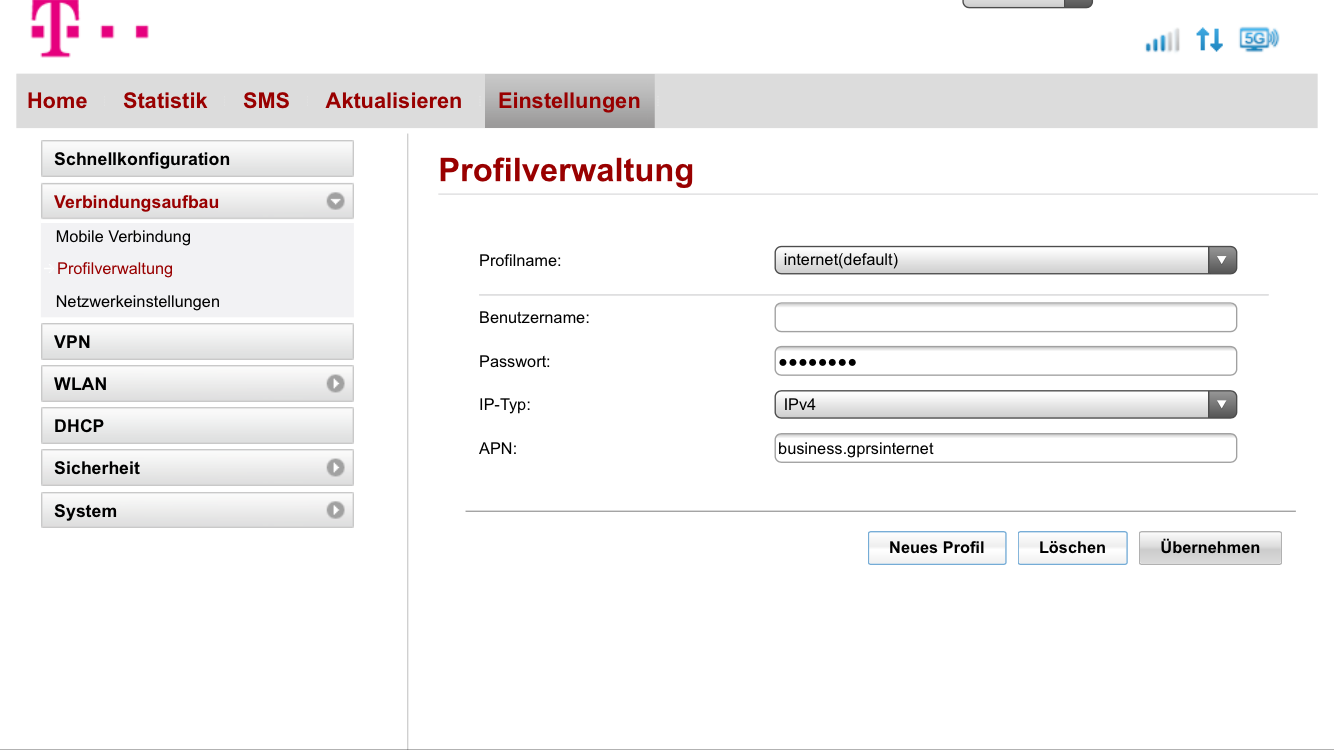 T
5G
Home Statistik SMS Aktualisieren Einstellungen
Schnellkonfiguration
Verbindungsaufbau
Mobile Verbindung
Profilverwaltung
Netzwerkeinstellungen
VPN
WLAN
DHCP
Sicherheit
System
Profilverwaltung
Profilname: internet(default)
Benutzername:
Passwort: ●●●●●●●●
IP-Typ: IPv4
APN: business.gprsinternet
Neues Profil Löschen Übernehmen